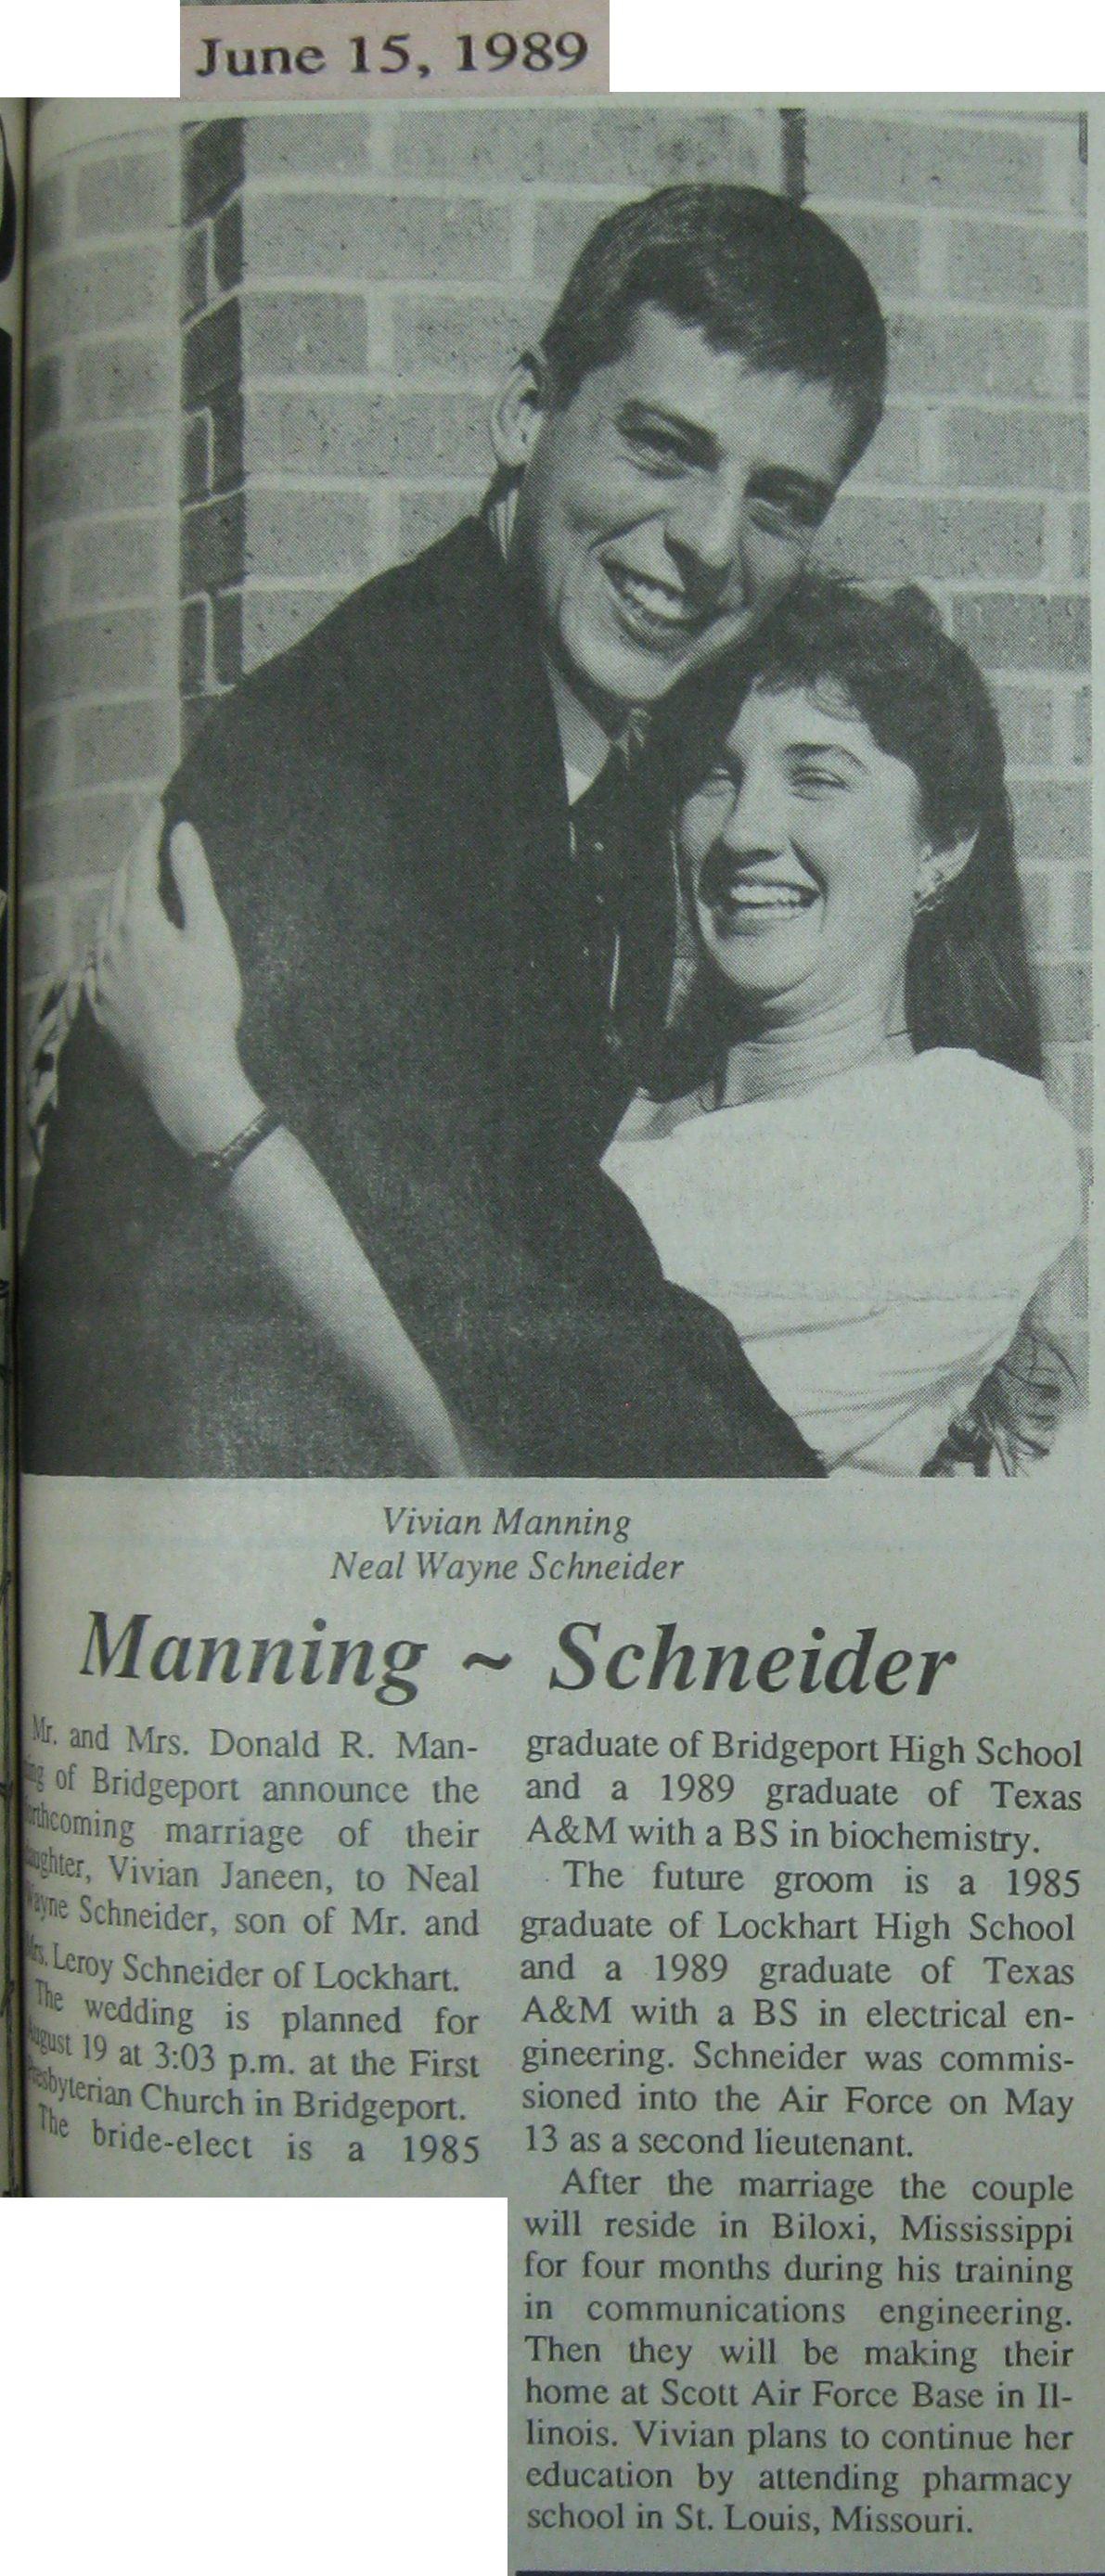 June 15, 1989
Vivian Manning
Neal Wayne Schneider
Manning ~ Schneider
Mr. and Mrs. Donald R. Man-
ing of Bridgeport announce the
rthcoming marriage of their
ughter, Vivian Janeen, to Neal
Wayne Schneider, son of Mr. and
Mrs. Leroy Schneider of Lockhart.
The wedding is planned for
ugust 19 at 3:03 p.m. at the First
resbyterian Church in Bridgeport.
The bride-elect is a 1985
graduate of Bridgeport High School
and a 1989 graduate of Texas
A&M with a BS in biochemistry.
The future groom is a 1985
graduate of Lockhart High School
and a 1989 graduate of Texas
A&M with a BS in electrical en-
gineering. Schneider was commis-
sioned into the Air Force on May
13 as a second lieutenant.
After the marriage the couple
will reside in Biloxi, Mississippi
for four months during his training
in communications engineering.
Then they will be making their
home at Scott Air Force Base in Il-
linois. Vivian plans to continue her
education by attending pharmacy
school in St. Louis, Missouri.